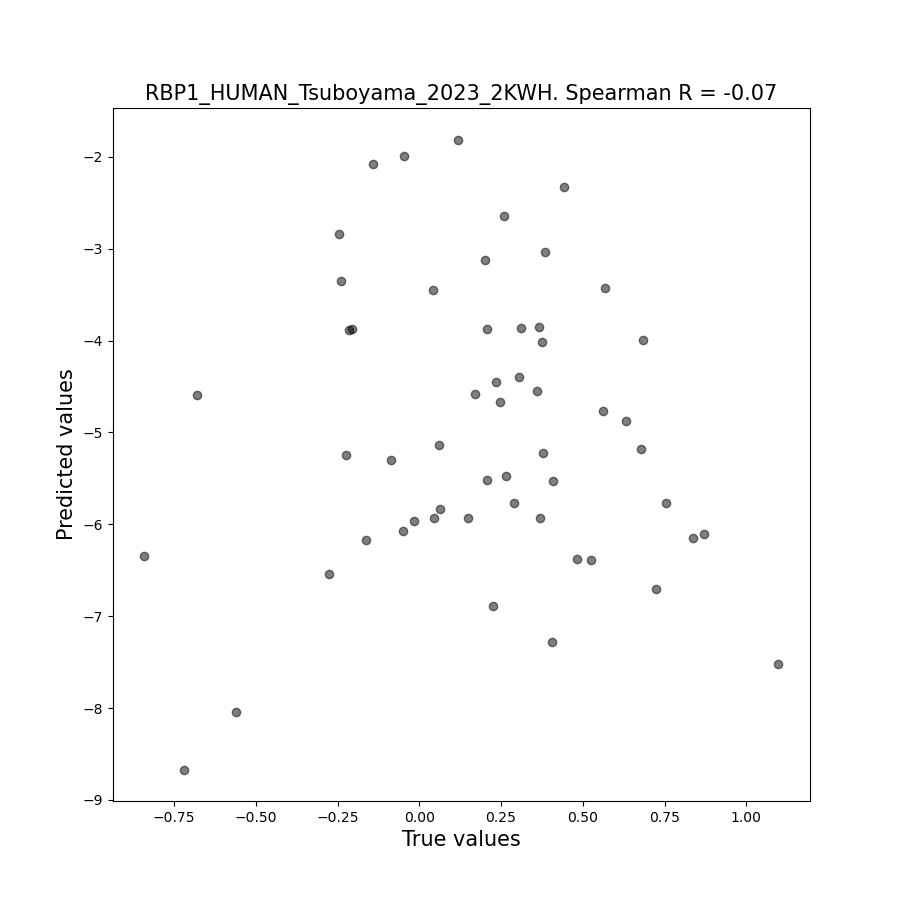 RBP1_HUMAN_Tsuboyama_2023_2KWH. Spearman R = -0.07
−2
−3
−4
−5
−6
−7
−8
−9
Predicted values
−0.75 −0.50 −0.25 0.00 0.25 0.50 0.75 1.00
True values